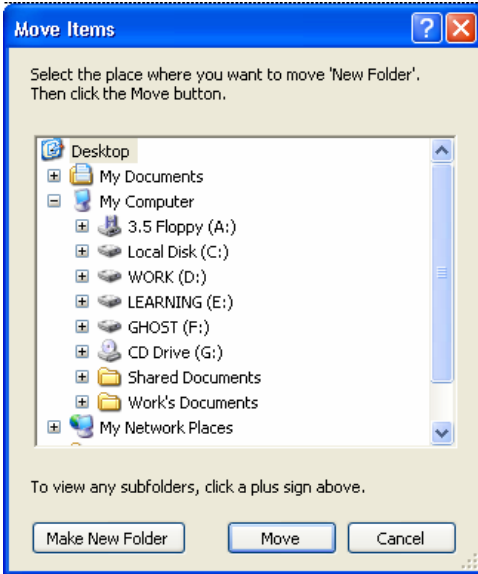 Move Items
Select the place where you want to move 'New Folder'.
Then click the Move button.
Desktop
My Documents
My Computer
3.5 Floppy (A:)
Local Disk (C:)
WORK (D:)
LEARNING (E:)
GHOST (F:)
CD Drive (G:)
Shared Documents
Work's Documents
My Network Places
To view any subfolders, click a plus sign above.
Make New Folder Move Cancel